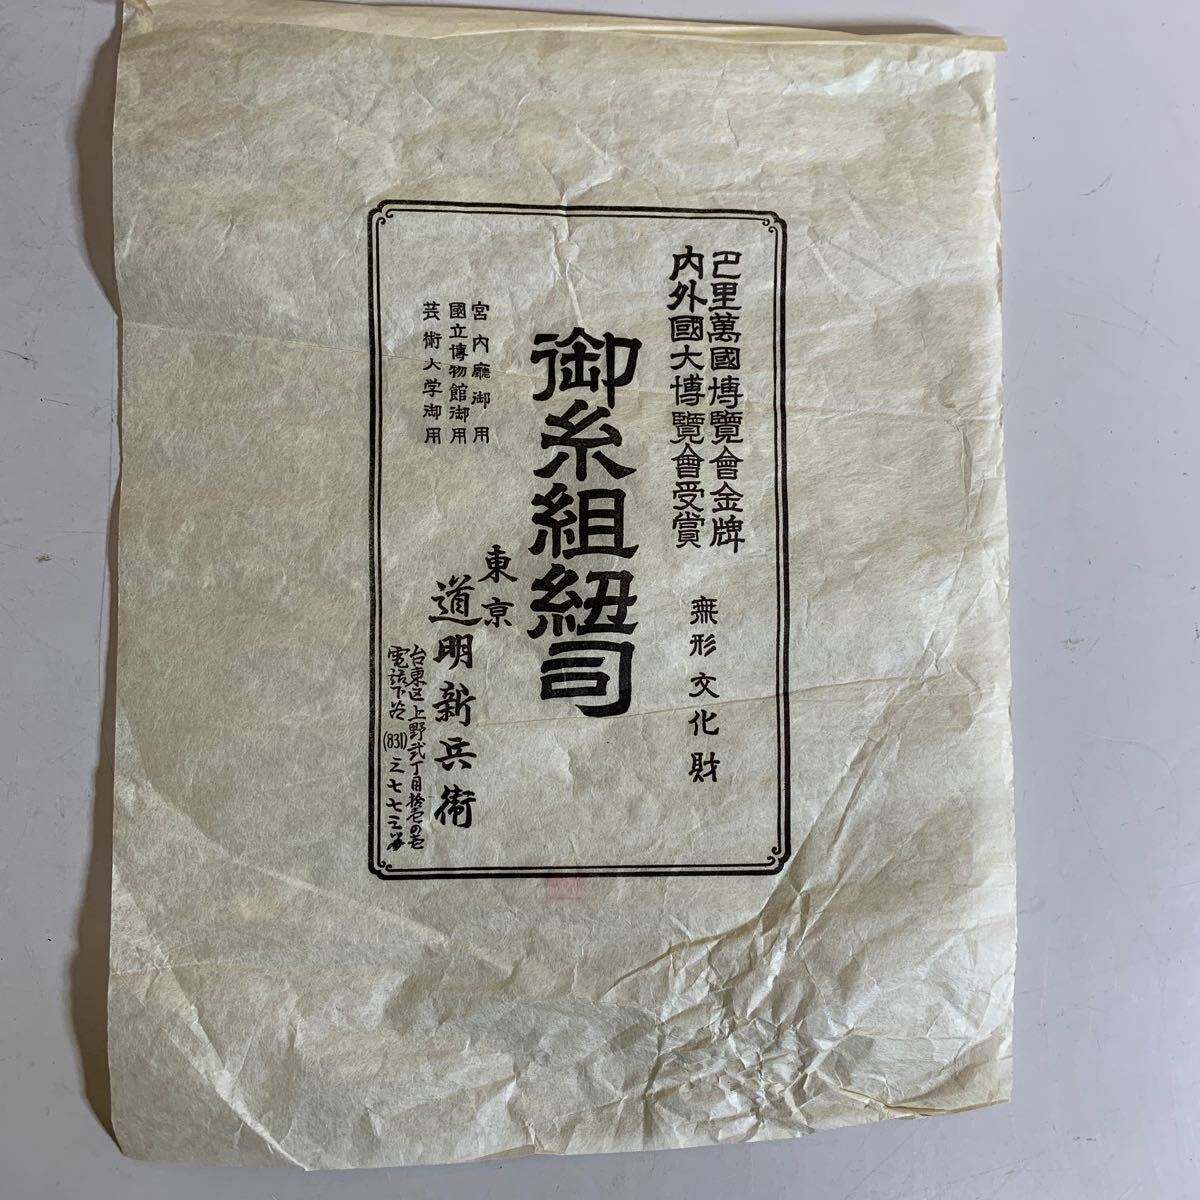 巴里萬國博覽會金牌
内外國大博覽會受賞
無形文化財
御糸組紐司
宮内廳御用
國立博物館御用
芸術大学御用
東京
道明新兵衛
台東区上野弐丁目拾壱の壱
電話下谷(831)三七七三番